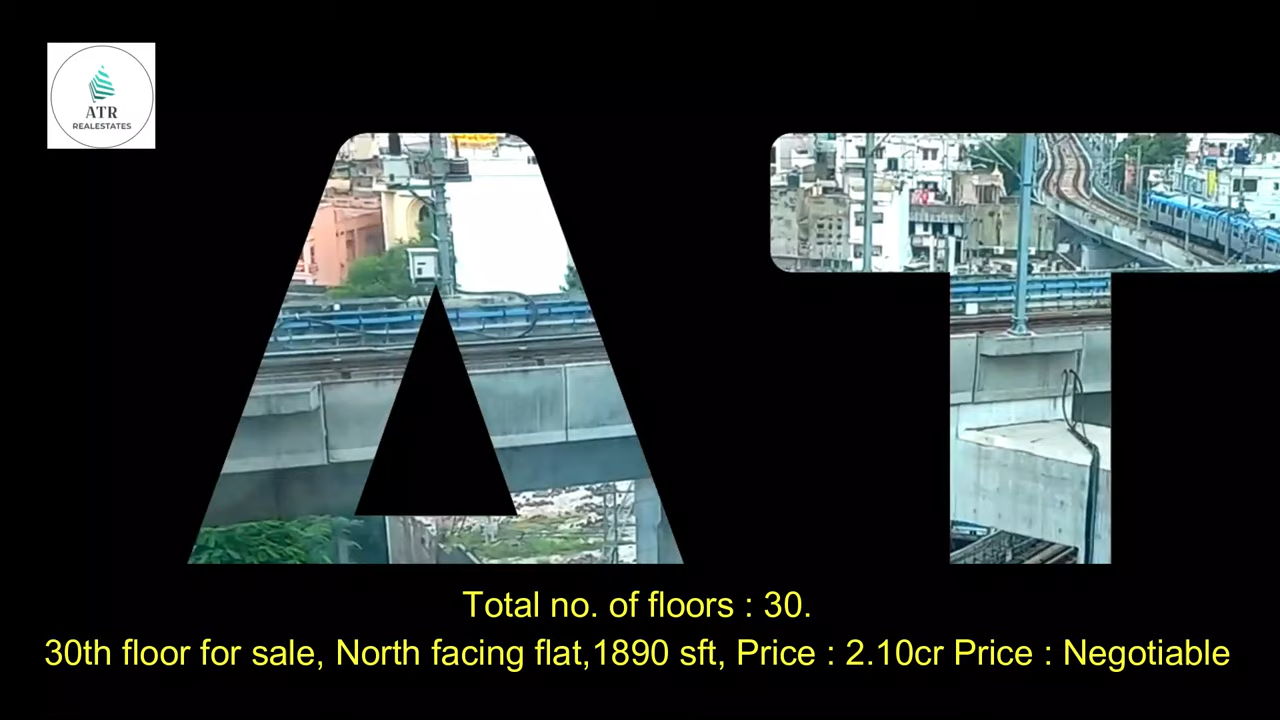 ATR
REALESTATES
AT
Total no. of floors : 30.
30th floor for sale, North facing flat,1890 sft, Price : 2.10cr Price : Negotiable